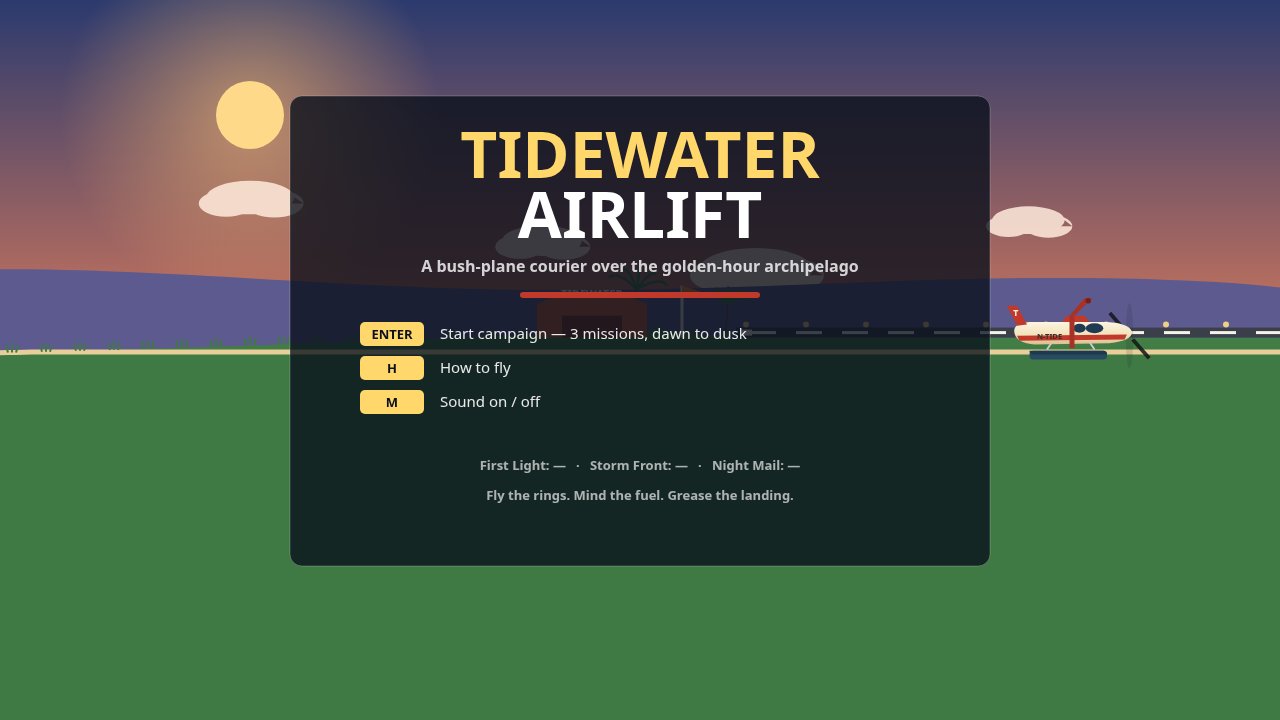 TIDEWATER
AIRLIFT
A bush-plane courier over the golden-hour archipelago
TIDEWATER
ENTER Start campaign — 3 missions, dawn to dusk
T
N-TIDE
H How to fly
M Sound on / off
First Light: — · Storm Front: — · Night Mail: —
Fly the rings. Mind the fuel. Grease the landing.